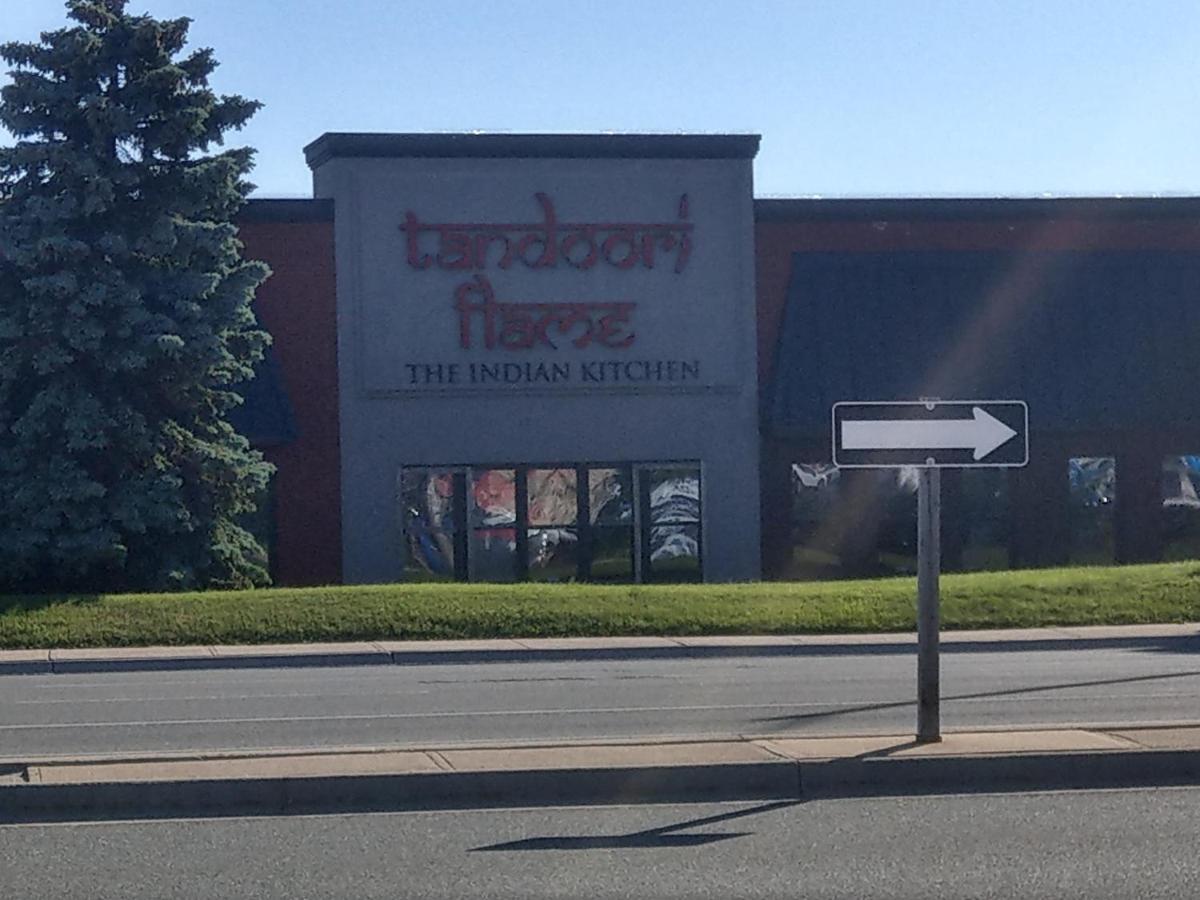 tandoori
flame
THE INDIAN KITCHEN